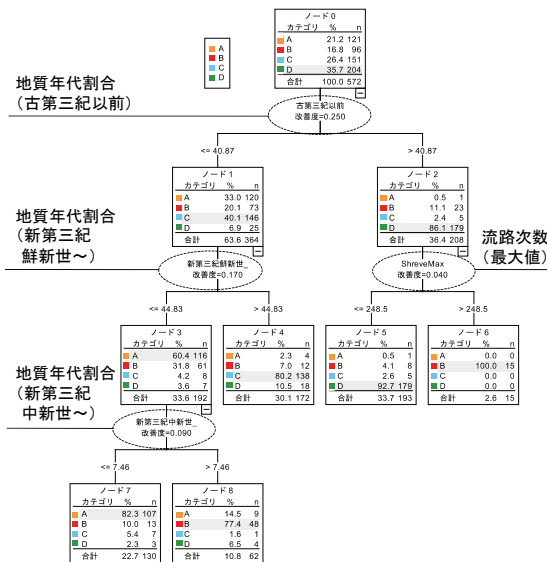 ノード 0
カテゴリ % n
A 21.2 121
B 16.8 96
C 26.4 151
D 35.7 204
合計 100.0 572
A
B
C
D
地質年代割合
（古第三紀以前）
古第三紀以前
改善度=0.250
<= 40.87
> 40.87
ノード 1
カテゴリ % n
A 33.0 120
B 20.1 73
C 40.1 146
D 6.9 25
合計 63.6 364
ノード 2
カテゴリ % n
A 0.5 1
B 11.1 23
C 2.4 5
D 86.1 179
合計 36.4 208
地質年代割合
（新第三紀
鮮新世～）
新第三紀鮮新世_
改善度=0.170
ShreveMax
改善度=0.040
流路次数
（最大値）
<= 44.83
> 44.83
<= 248.5
> 248.5
ノード 3
カテゴリ % n
A 60.4 116
B 31.8 61
C 4.2 8
D 3.6 7
合計 33.6 192
ノード 4
カテゴリ % n
A 2.3 4
B 7.0 12
C 80.2 138
D 10.5 18
合計 30.1 172
ノード 5
カテゴリ % n
A 0.5 1
B 4.1 8
C 2.6 5
D 92.7 179
合計 33.7 193
ノード 6
カテゴリ % n
A 0.0 0
B 100.0 15
C 0.0 0
D 0.0 0
合計 2.6 15
地質年代割合
（新第三紀
中新世～）
新第三紀中新世_
改善度=0.090
<= 7.46
> 7.46
ノード 7
カテゴリ % n
A 82.3 107
B 10.0 13
C 5.4 7
D 2.3 3
合計 22.7 130
ノード 8
カテゴリ % n
A 14.5 9
B 77.4 48
C 1.6 1
D 6.5 4
合計 10.8 62